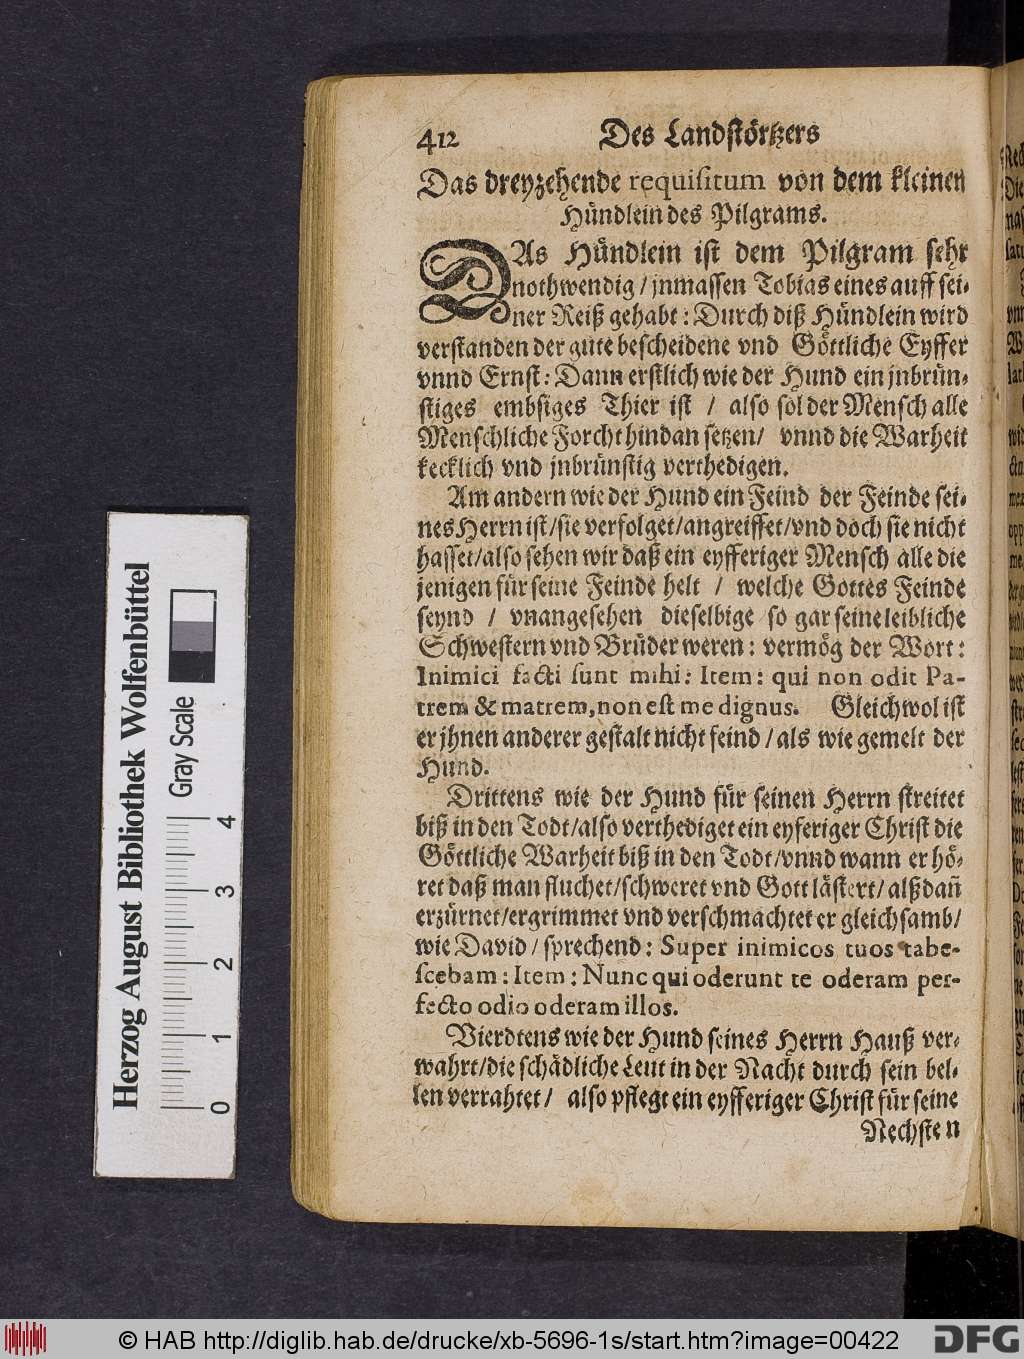 412 Des Landstörtzers
Das dreyzehende requisitum von dem kleinen
Hündlein des Pilgrams.
DAs Hündlein ist dem Pilgram sehr
nothwendig / jnmassen Tobias eines auff sei-
ner Reiß gehabt : Durch diß Hündlein wird
verstanden der gute bescheidene vnd Göttliche Eyffer
vnnd Ernst : Dann erstlich wie der Hund ein jnbrün-
stiges embsiges Thier ist / also sol der Mensch alle
Menschliche Forcht hindan setzen / vnnd die Warheit
kecklich vnd jnbrünstig verthedigen.
Am andern wie der Hund ein Feind der Feinde sei-
nes Herrn ist / sie verfolget / angreiffet / vnd doch sie nicht
hasset / also sehen wir daß ein eyfferiger Mensch alle die
jenigen für seine Feinde helt / welche Gottes Feinde
seynd / vnangesehen dieselbige so gar seine leibliche
Schwestern vnd Brüder weren : vermög der Wort :
Inimici facti sunt mihi : Item : qui non odit Pa-
trem & matrem, non est me dignus. Gleichwol ist
er jhnen anderer gestalt nicht feind / als wie gemelt der
Hund.
Drittens wie der Hund für seinen Herrn streitet
biß in den Todt / also verthediget ein eyferiger Christ die
Göttliche Warheit biß in den Todt / vnnd wann er hö-
ret daß man fluchet / schweret vnd Gott lästert / alßdañ
erzürnet / ergrimmet vnd verschmachtet er gleichsamb /
wie David / sprechend : Super inimicos tuos tabe-
scebam : Item : Nunc qui oderunt te oderam per-
fecto odio oderam illos.
Vierdtens wie der Hund seines Herrn Hauß ver-
wahrt / die schädliche Leut in der Nacht durch sein bel-
len verrahtet / also pflegt ein eyfferiger Christ für seine
Nechsten
Herzog August Bibliothek Wolfenbüttel
Gray Scale
0 1 2 3 4
© HAB http://diglib.hab.de/drucke/xb-5696-1s/start.htm?image=00422
DFG